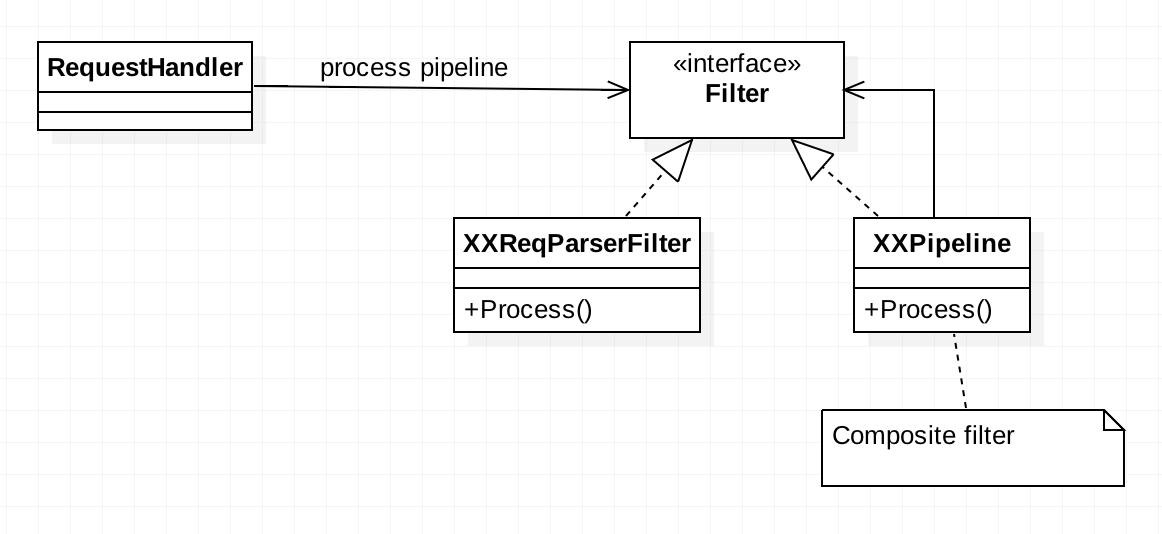 RequestHandler
process pipeline
«interface»
Filter
XXReqParserFilter
+Process()
XXPipeline
+Process()
Composite filter